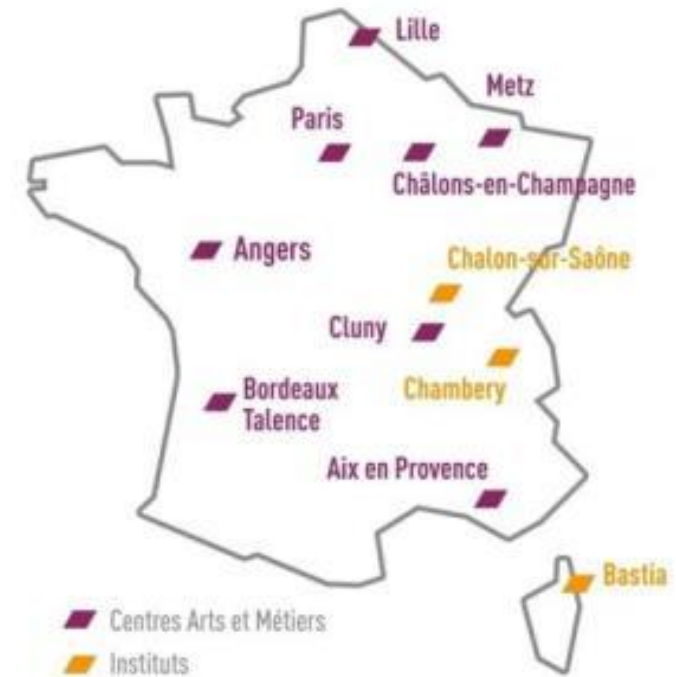 Lille
Metz
Paris
Châlons-en-Champagne
Angers
Chalon-sur-Saône
Cluny
Chambery
Bordeaux
Talence
Aix en Provence
Bastia
Centres Arts et Métiers
Instituts